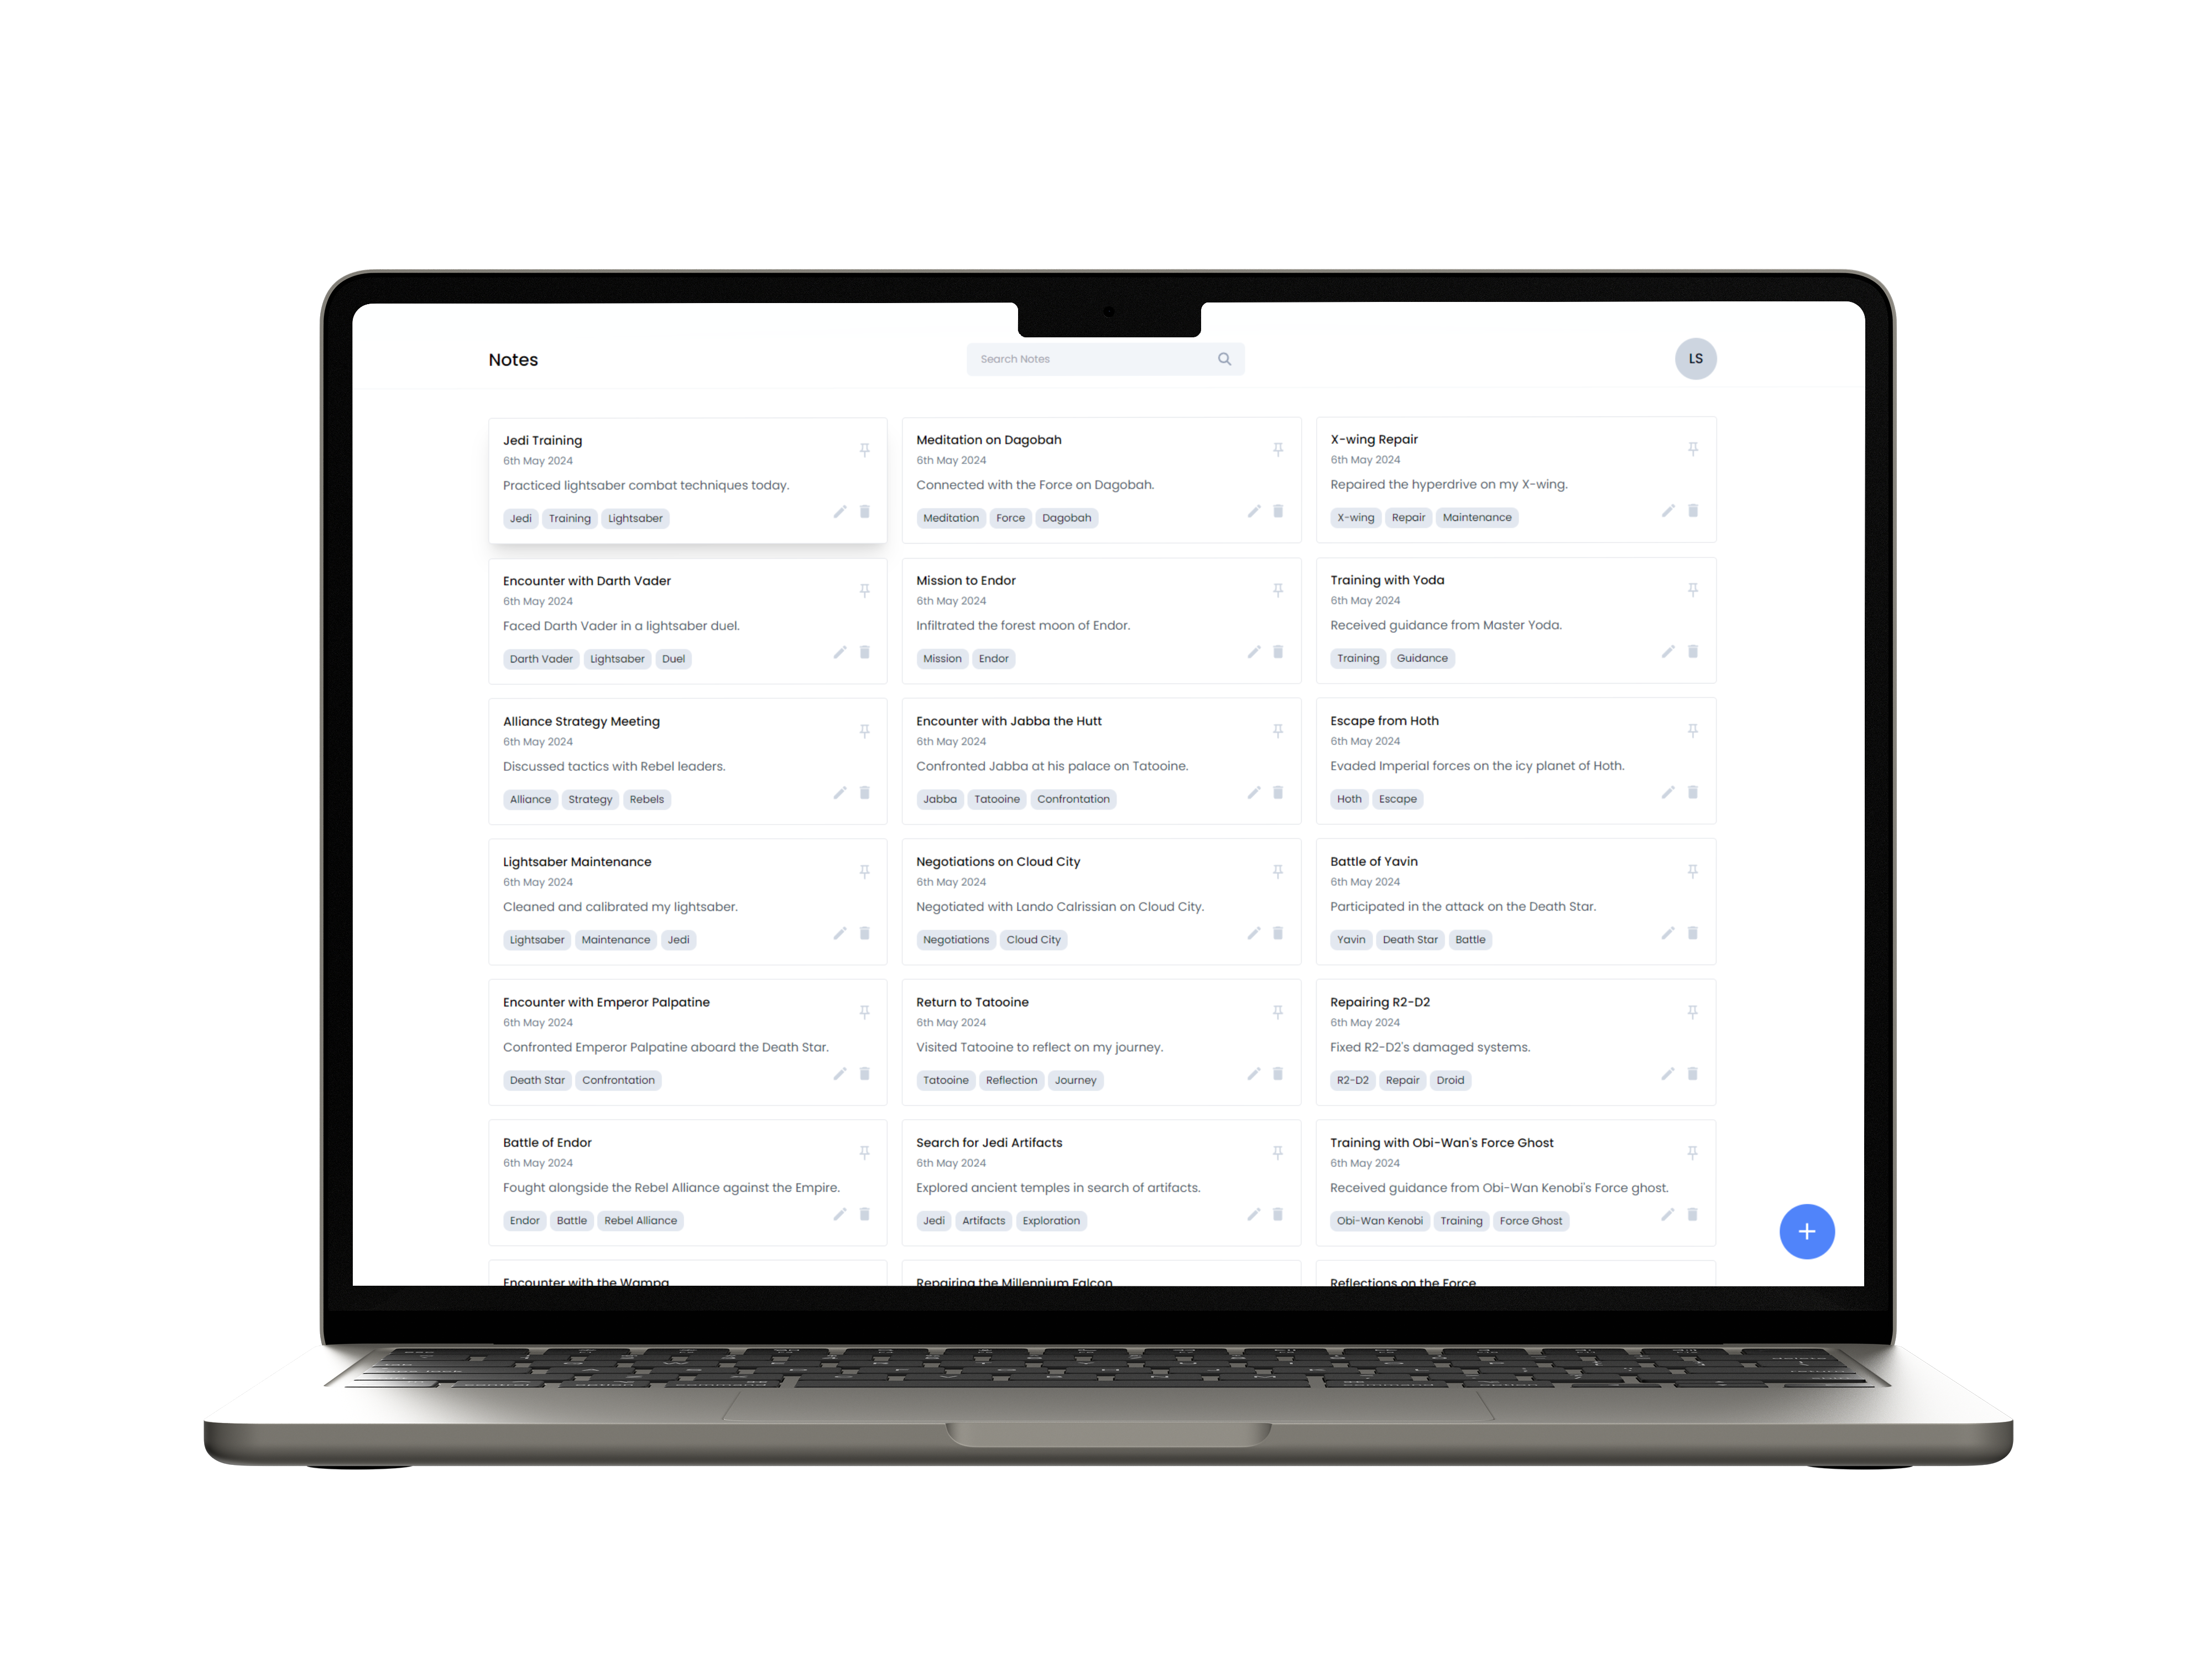 Notes
Search Notes
LS
Jedi Training
6th May 2024
Practiced lightsaber combat techniques today.
Jedi Training Lightsaber
Meditation on Dagobah
6th May 2024
Connected with the Force on Dagobah.
Meditation Force Dagobah
X-wing Repair
6th May 2024
Repaired the hyperdrive on my X-wing.
X-wing Repair Maintenance
Encounter with Darth Vader
6th May 2024
Faced Darth Vader in a lightsaber duel.
Darth Vader Lightsaber Duel
Mission to Endor
6th May 2024
Infiltrated the forest moon of Endor.
Mission Endor
Training with Yoda
6th May 2024
Received guidance from Master Yoda.
Training Guidance
Alliance Strategy Meeting
6th May 2024
Discussed tactics with Rebel leaders.
Alliance Strategy Rebels
Encounter with Jabba the Hutt
6th May 2024
Confronted Jabba at his palace on Tatooine.
Jabba Tatooine Confrontation
Escape from Hoth
6th May 2024
Evaded Imperial forces on the icy planet of Hoth.
Hoth Escape
Lightsaber Maintenance
6th May 2024
Cleaned and calibrated my lightsaber.
Lightsaber Maintenance Jedi
Negotiations on Cloud City
6th May 2024
Negotiated with Lando Calrissian on Cloud City.
Negotiations Cloud City
Battle of Yavin
6th May 2024
Participated in the attack on the Death Star.
Yavin Death Star Battle
Encounter with Emperor Palpatine
6th May 2024
Confronted Emperor Palpatine aboard the Death Star.
Death Star Confrontation
Return to Tatooine
6th May 2024
Visited Tatooine to reflect on my journey.
Tatooine Reflection Journey
Repairing R2-D2
6th May 2024
Fixed R2-D2's damaged systems.
R2-D2 Repair Droid
Battle of Endor
6th May 2024
Fought alongside the Rebel Alliance against the Empire.
Endor Battle Rebel Alliance
Search for Jedi Artifacts
6th May 2024
Explored ancient temples in search of artifacts.
Jedi Artifacts Exploration
Training with Obi-Wan's Force Ghost
6th May 2024
Received guidance from Obi-Wan Kenobi's Force ghost.
Obi-Wan Kenobi Training Force Ghost
Encounter with the Wampa
Repairing the Millennium Falcon
Reflections on the Force